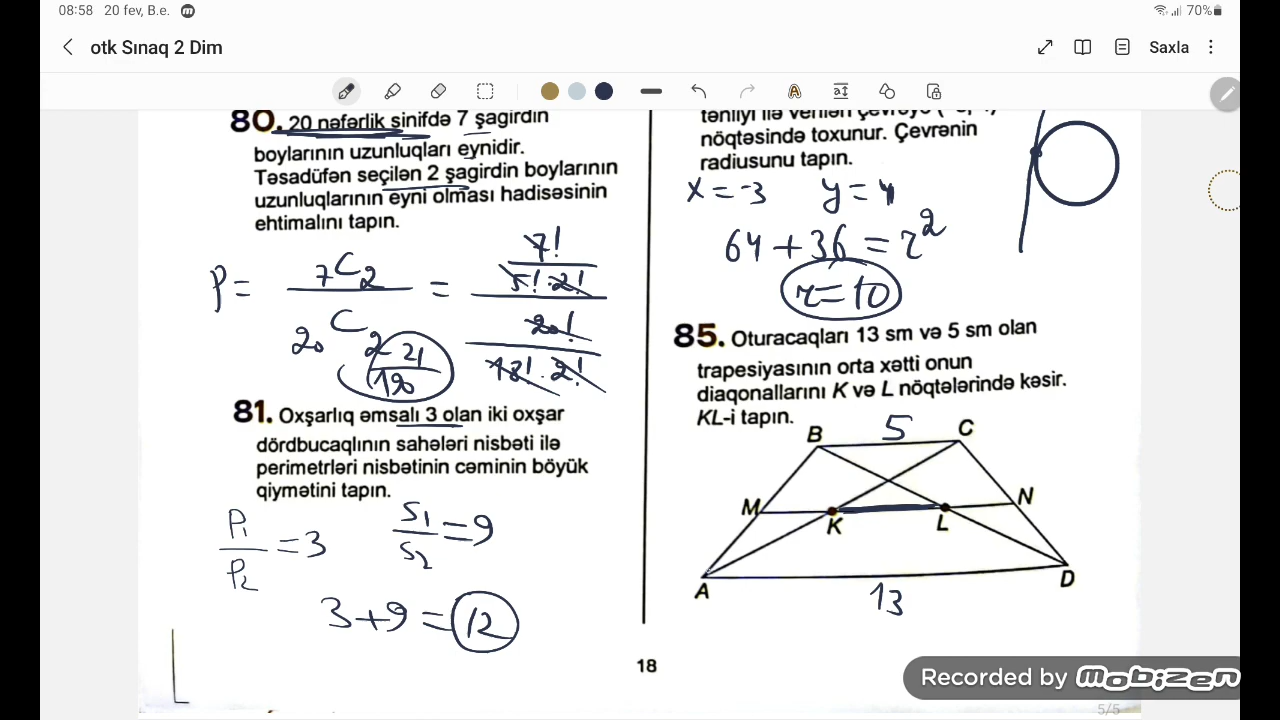 08:58 20 fev, B.e. m 70%
otk Sınaq 2 Dim
Saxla
80. 20 nəfərlik sinifdə 7 şagirdin
boylarının uzunluqları eynidir.
Təsadüfən seçilən 2 şagirdin boylarının
uzunluqlarının eyni olması hadisəsinin
ehtimalını tapın.
P = 7C2 / 20C2 = 7! / 5!·2! / 20! / 18!·2!
21/190
81. Oxşarlıq əmsalı 3 olan iki oxşar
dördbucaqlının sahələri nisbəti ilə
perimetrləri nisbətinin cəminin böyük
qiymətini tapın.
P1/P2 = 3 S1/S2 = 9
3+9 = 12
nöqtəsində toxunur. Çevrənin
radiusunu tapın.
x = -3 y = 4
64 + 36 = r2
r = 10
85. Oturacaqları 13 sm və 5 sm olan
trapesiyasının orta xətti onun
diaqonallarını K və L nöqtələrində kəsir.
KL-i tapın.
B 5 C
M K L N
A 13 D
18
Recorded by mobizen
5/5